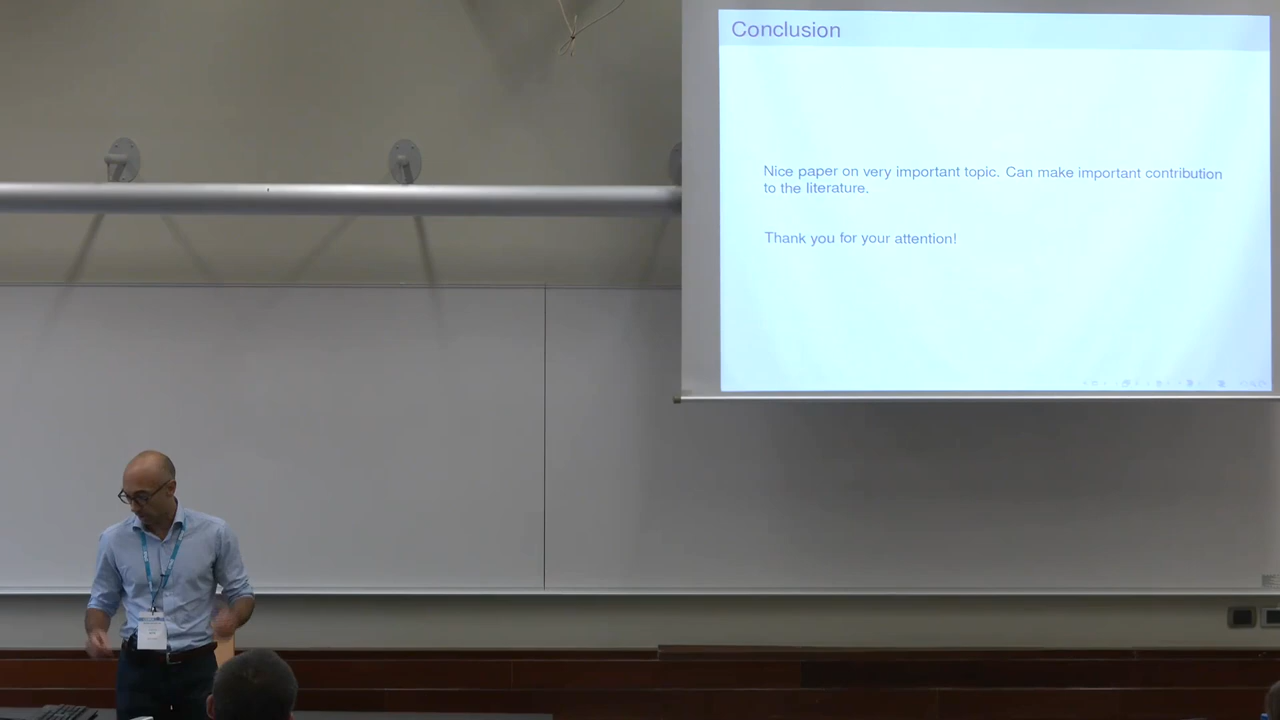 Conclusion
Nice paper on very important topic. Can make important contribution
to the literature.
Thank you for your attention!